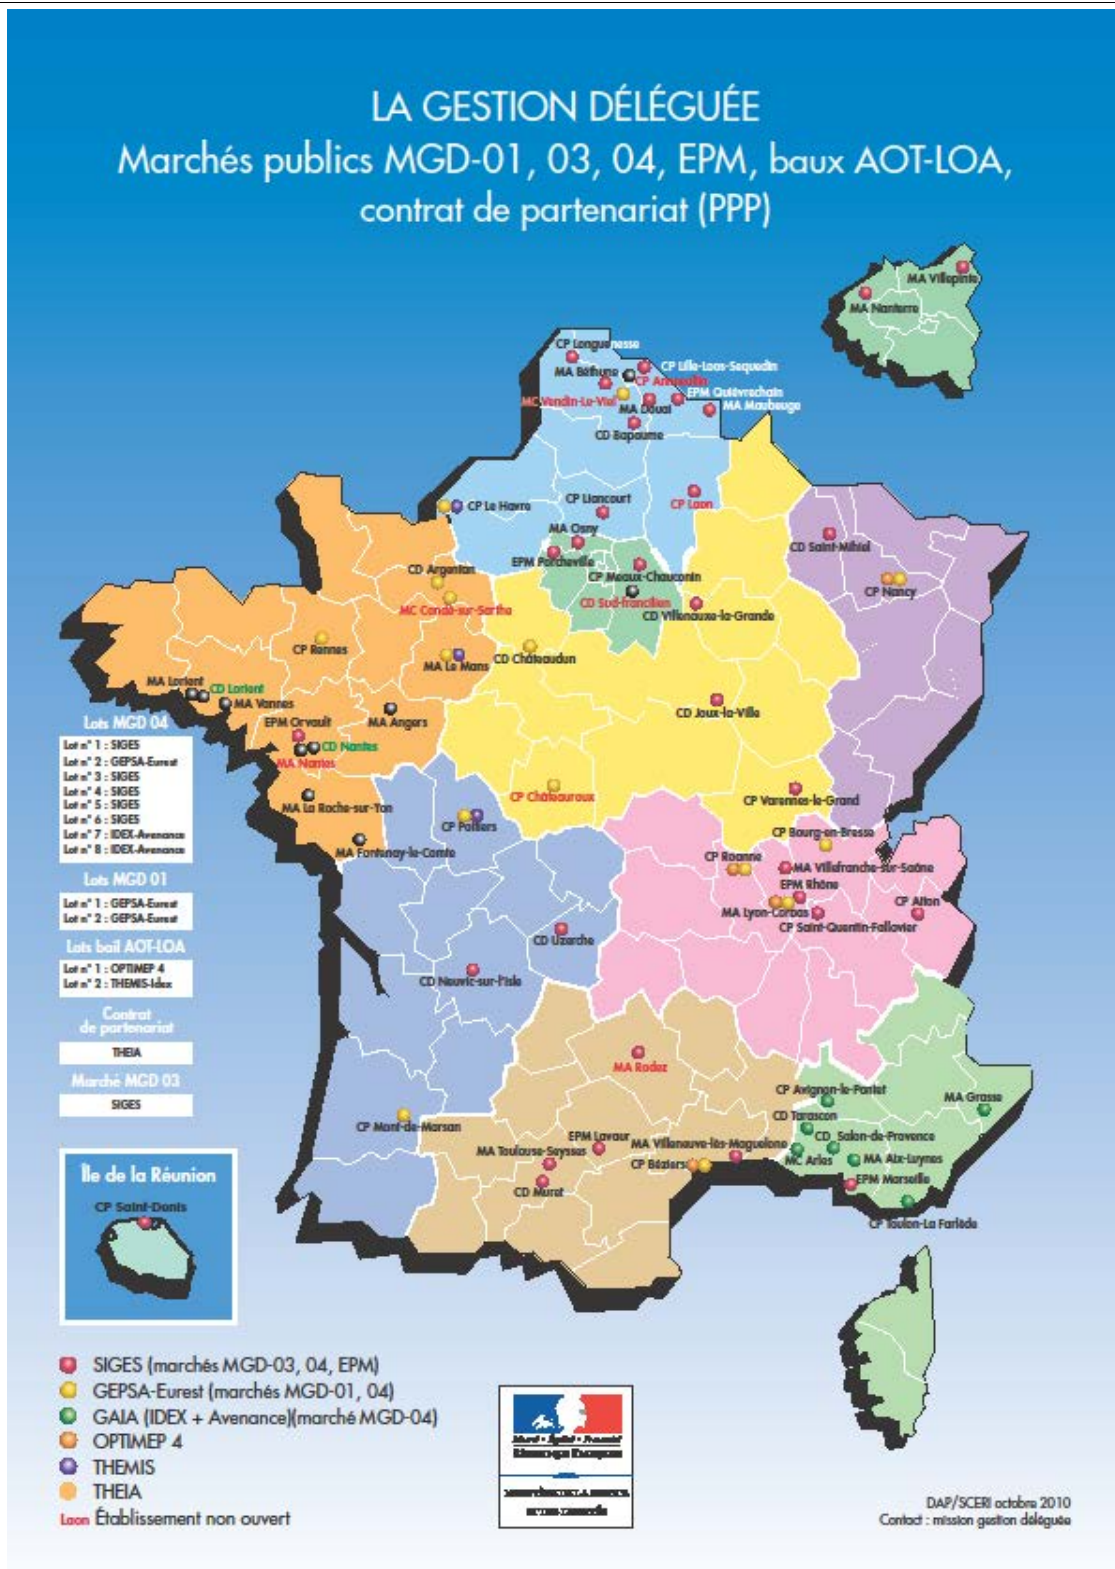 LA GESTION DÉLÉGUÉE
Marchés publics MGD-01, 03, 04, EPM, baux AOT-LOA,
contrat de partenariat (PPP)
MA Villepinte
MA Nanterre
CP Longuenesse
CP Lille-Loos-Sequedin
MA Béthune
CP Annoeullin
EPM Quiévrechain
MC Vendin-Le-Viel
MA Douai
MA Maubeuge
CD Bapaume
CP Liancourt
CP Laon
CP Le Havre
MA Osny
CD Saint-Mihiel
EPM Porcheville
CD Argentan
CP Meaux-Chauconin
CP Nancy
MC Condé-sur-Sarthe
CD Sud-francilien
CD Villenauxe-la-Grande
CP Rennes
MA Le Mans
CD Châteaudun
MA Lorient
CD Lorient
MA Vannes
CD Joux-la-Ville
MA Angers
EPM Orvault
CD Nantes
MA Nantes
CP Châteauroux
CP Varennes-le-Grand
MA La Roche-sur-Yon
CP Poitiers
CP Bourg-en-Bresse
MA Fontenay-le-Comte
CP Roanne
MA Villefranche-sur-Saône
EPM Rhône
CP Aiton
MA Lyon-Corbas
CP Saint-Quentin-Fallavier
CD Uzerche
CD Neuvic-sur-l'Isle
MA Rodez
CP Avignon-le-Pontet
MA Grasse
CP Mont-de-Marsan
CD Tarascon
EPM Lavaur
MA Villeneuve-lès-Maguelone
CD Salon-de-Provence
MA Toulouse-Seysses
CP Béziers
MC Arles
MA Aix-Luynes
CD Muret
EPM Marseille
CP Toulon-La Farlède
Lots MGD 04
Lot n° 1 : SIGES
Lot n° 2 : GEPSA-Eurest
Lot n° 3 : SIGES
Lot n° 4 : SIGES
Lot n° 5 : SIGES
Lot n° 6 : SIGES
Lot n° 7 : IDEX-Avenance
Lot n° 8 : IDEX-Avenance
Lots MGD 01
Lot n° 1 : GEPSA-Eurest
Lot n° 2 : GEPSA-Eurest
Lots bail AOT-LOA
Lot n° 1 : OPTIMEP 4
Lot n° 2 : THEMIS-Idex
Contrat
de partenariat
THEIA
Marché MGD 03
SIGES
Île de la Réunion
CP Saint-Denis
SIGES (marchés MGD-03, 04, EPM)
GEPSA-Eurest (marchés MGD-01, 04)
GAIA (IDEX + Avenance)(marché MGD-04)
OPTIMEP 4
THEMIS
THEIA
Laon Établissement non ouvert
Liberté • Égalité • Fraternité
République Française
DAP/SCERI octobre 2010
Contact : mission gestion déléguée